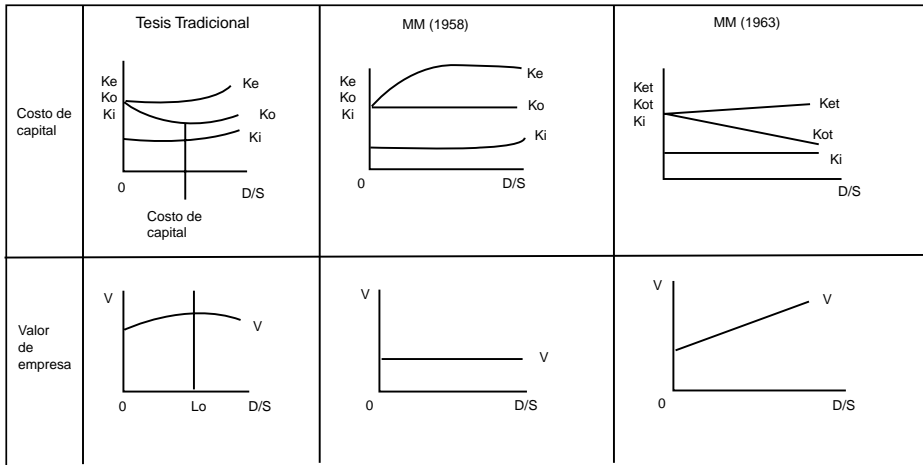 Tesis Tradicional
MM (1958)
MM (1963)
Costo de
capital
Ke
Ko
Ki
Ke
Ko
Ki
0
D/S
Costo de
capital
Ke
Ko
Ki
Ke
Ko
Ki
0
D/S
Ket
Kot
Ki
Ket
Kot
Ki
0
D/S
Valor
de
empresa
V
V
0
Lo
D/S
V
V
0
D/S
V
V
0
D/S